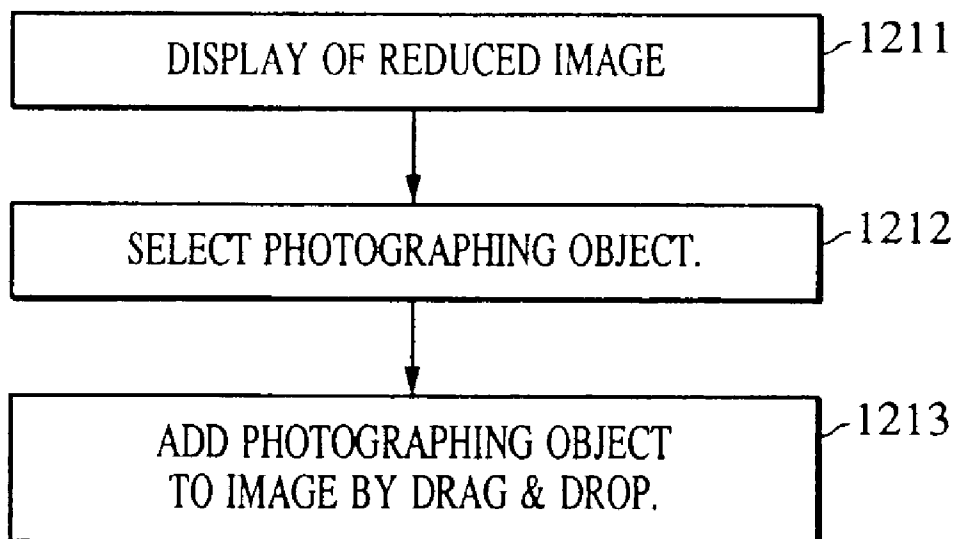 DISPLAY OF REDUCED IMAGE
1211
SELECT PHOTOGRAPHING OBJECT.
1212
ADD PHOTOGRAPHING OBJECT
1213
TO IMAGE BY DRAG & DROP.